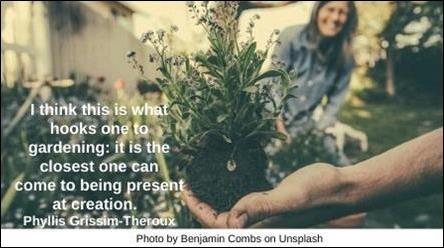 I think this is what
hooks one to
gardening: it is the
closest one can
come to being present
at creation.
Phyllis Grissim-Theroux
Photo by Benjamin Combs on Unsplash